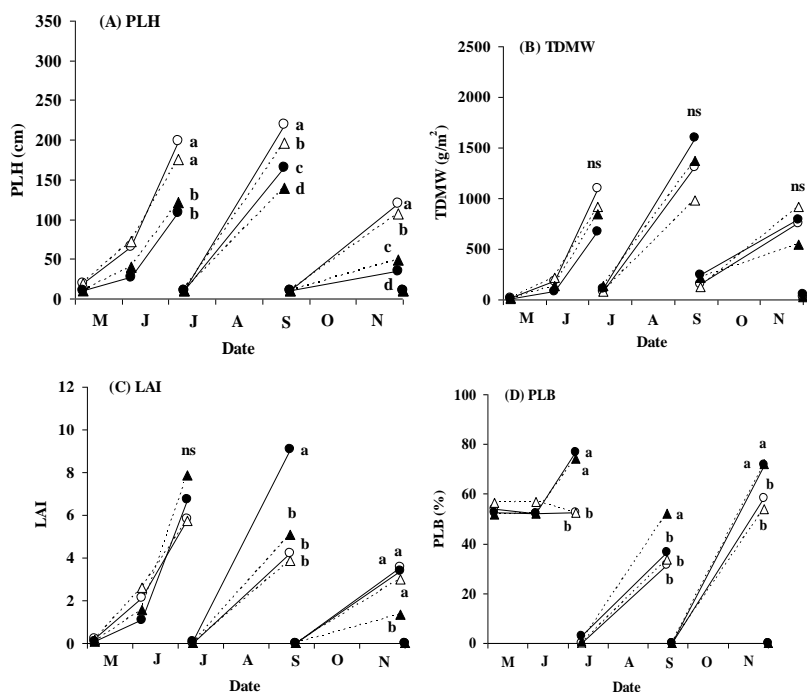 (A) PLH
350
300
250
200
150
100
50
0
PLH (cm)
a
a
b
b
a
b
c
d
a
b
c
d
M J J A S O N
Date
(B) TDMW
2500
2000
1500
1000
500
0
TDMW (g/m²)
ns
ns
ns
M J J A S O N
Date
(C) LAI
12
10
8
6
4
2
0
LAI
ns
a
b
b
b
a
a
a
b
M J J A S O N
Date
(D) PLB
100
80
60
40
20
0
PLB (%)
a
a
b
b
a
b
b
b
a
a
b
b
M J J A S O N
Date